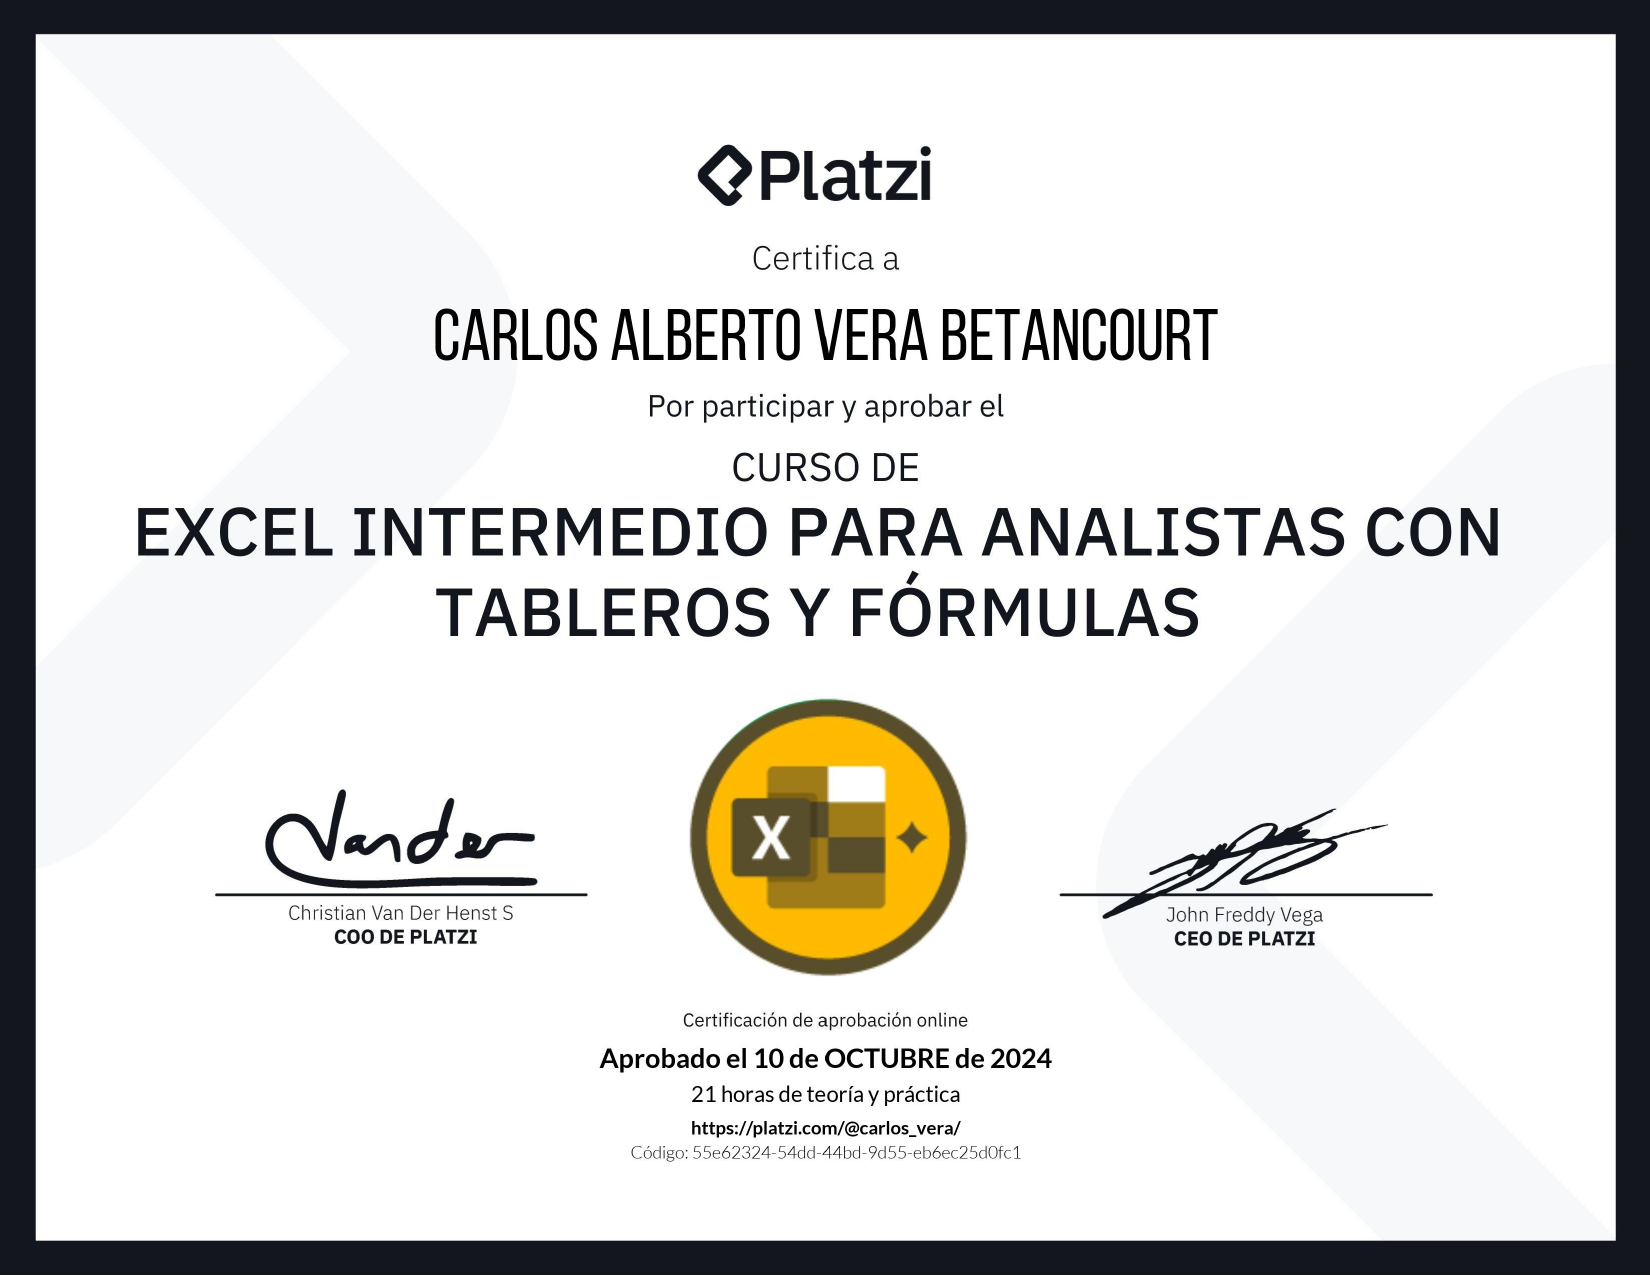 Platzi
Certifica a
CARLOS ALBERTO VERA BETANCOURT
Por participar y aprobar el
CURSO DE
EXCEL INTERMEDIO PARA ANALISTAS CON
TABLEROS Y FÓRMULAS
X
Vander
Christian Van Der Henst S
COO DE PLATZI
John Freddy Vega
CEO DE PLATZI
Certificación de aprobación online
Aprobado el 10 de OCTUBRE de 2024
21 horas de teoría y práctica
https://platzi.com/@carlos_vera/
Código: 55e62324-54dd-44bd-9d55-eb6ec25d0fc1